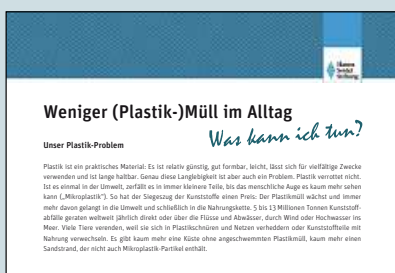 Hanns
Seidel
Stiftung
Weniger (Plastik-)Müll im Alltag
Was kann ich tun?
Unser Plastik-Problem
Plastik ist ein praktisches Material: Es ist relativ günstig, gut formbar, leicht, lässt sich für vielfältige Zwecke
verwenden und ist lange haltbar. Genau diese Langlebigkeit ist aber auch ein Problem. Plastik verrottet nicht.
Ist es einmal in der Umwelt, zerfällt es in immer kleinere Teile, bis das menschliche Auge es kaum mehr sehen
kann („Mikroplastik“). So hat der Siegeszug der Kunststoffe einen Preis: Der Plastikmüll wächst und immer
mehr davon gelangt in die Umwelt und schließlich in die Nahrungskette. 5 bis 13 Millionen Tonnen Kunststoff-
abfälle geraten weltweit jährlich direkt oder über die Flüsse und Abwässer, durch Wind oder Hochwasser ins
Meer. Viele Tiere verenden, weil sie sich in Plastikschnüren und Netzen verheddern oder Kunststoffteile mit
Nahrung verwechseln. Es gibt kaum mehr eine Küste ohne angeschwemmten Plastikmüll, kaum mehr einen
Sandstrand, der nicht auch Mikroplastik-Partikel enthält.